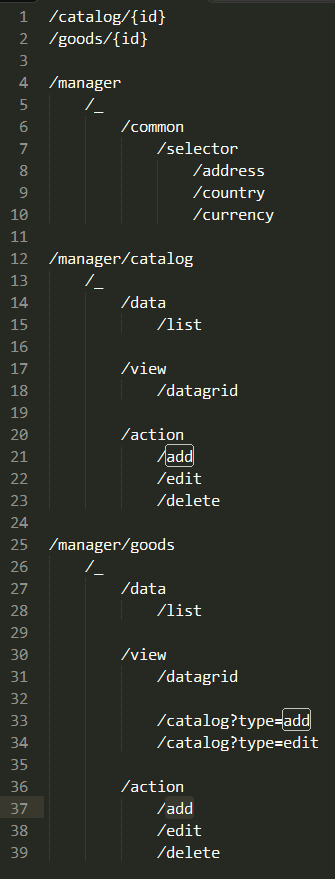 1 /catalog/{id}
2 /goods/{id}
3
4 /manager
5 /_
6 /common
7 /selector
8 /address
9 /country
10 /currency
11
12 /manager/catalog
13 /_
14 /data
15 /list
16
17 /view
18 /datagrid
19
20 /action
21 /add
22 /edit
23 /delete
24
25 /manager/goods
26 /_
27 /data
28 /list
29
30 /view
31 /datagrid
32
33 /catalog?type=add
34 /catalog?type=edit
35
36 /action
37 /add
38 /edit
39 /delete